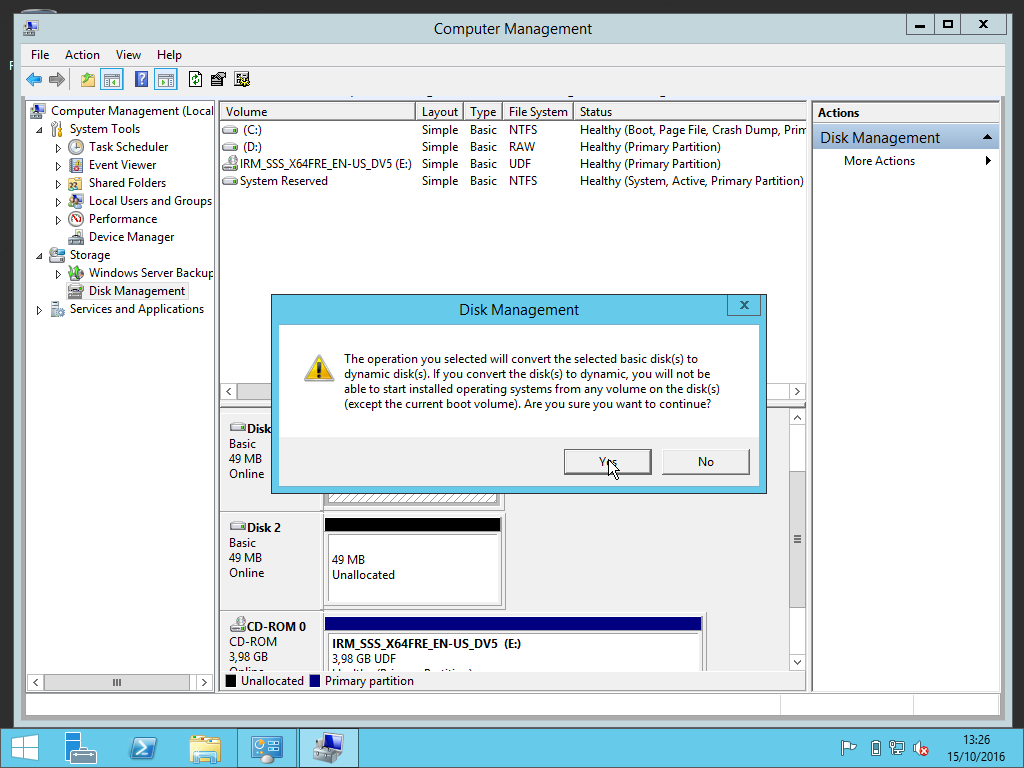 Computer Management
File Action View Help
Computer Management (Local
System Tools
Task Scheduler
Event Viewer
Shared Folders
Local Users and Groups
Performance
Device Manager
Storage
Windows Server Backup
Disk Management
Services and Applications
Volume Layout Type File System Status
(C:) Simple Basic NTFS Healthy (Boot, Page File, Crash Dump, Prim
(D:) Simple Basic RAW Healthy (Primary Partition)
IRM_SSS_X64FRE_EN-US_DV5 (E:) Simple Basic UDF Healthy (Primary Partition)
System Reserved Simple Basic NTFS Healthy (System, Active, Primary Partition)
Actions
Disk Management
More Actions
Disk Management
The operation you selected will convert the selected basic disk(s) to
dynamic disk(s). If you convert the disk(s) to dynamic, you will not be
able to start installed operating systems from any volume on the disk(s)
(except the current boot volume). Are you sure you want to continue?
Yes No
Disk
Basic
49 MB
Online
Disk 2
Basic
49 MB
Online
49 MB
Unallocated
CD-ROM 0
CD-ROM
3,98 GB
Online
IRM_SSS_X64FRE_EN-US_DV5 (E:)
3,98 GB UDF
Unallocated Primary partition
13:26
15/10/2016